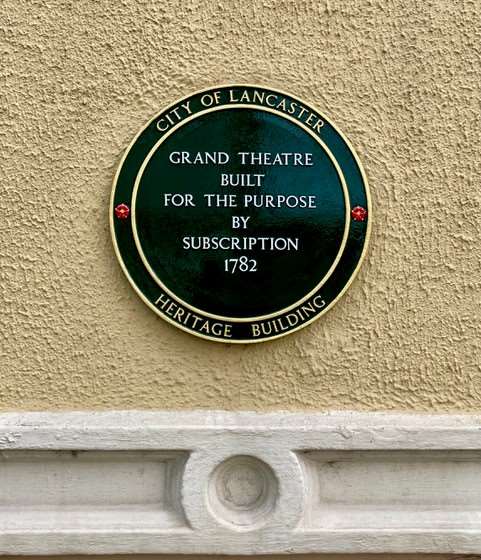 CITY OF LANCASTER
GRAND THEATRE
BUILT
FOR THE PURPOSE
BY
SUBSCRIPTION
1782
HERITAGE BUILDING